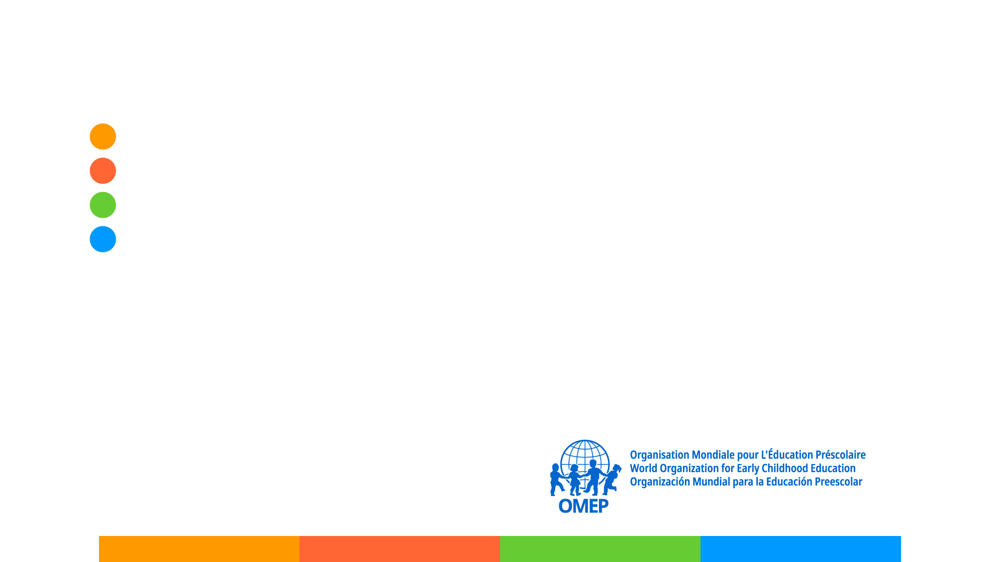 Organisation Mondiale pour L'Éducation Préscolaire
World Organization for Early Childhood Education
Organización Mundial para la Educación Preescolar
OMEP